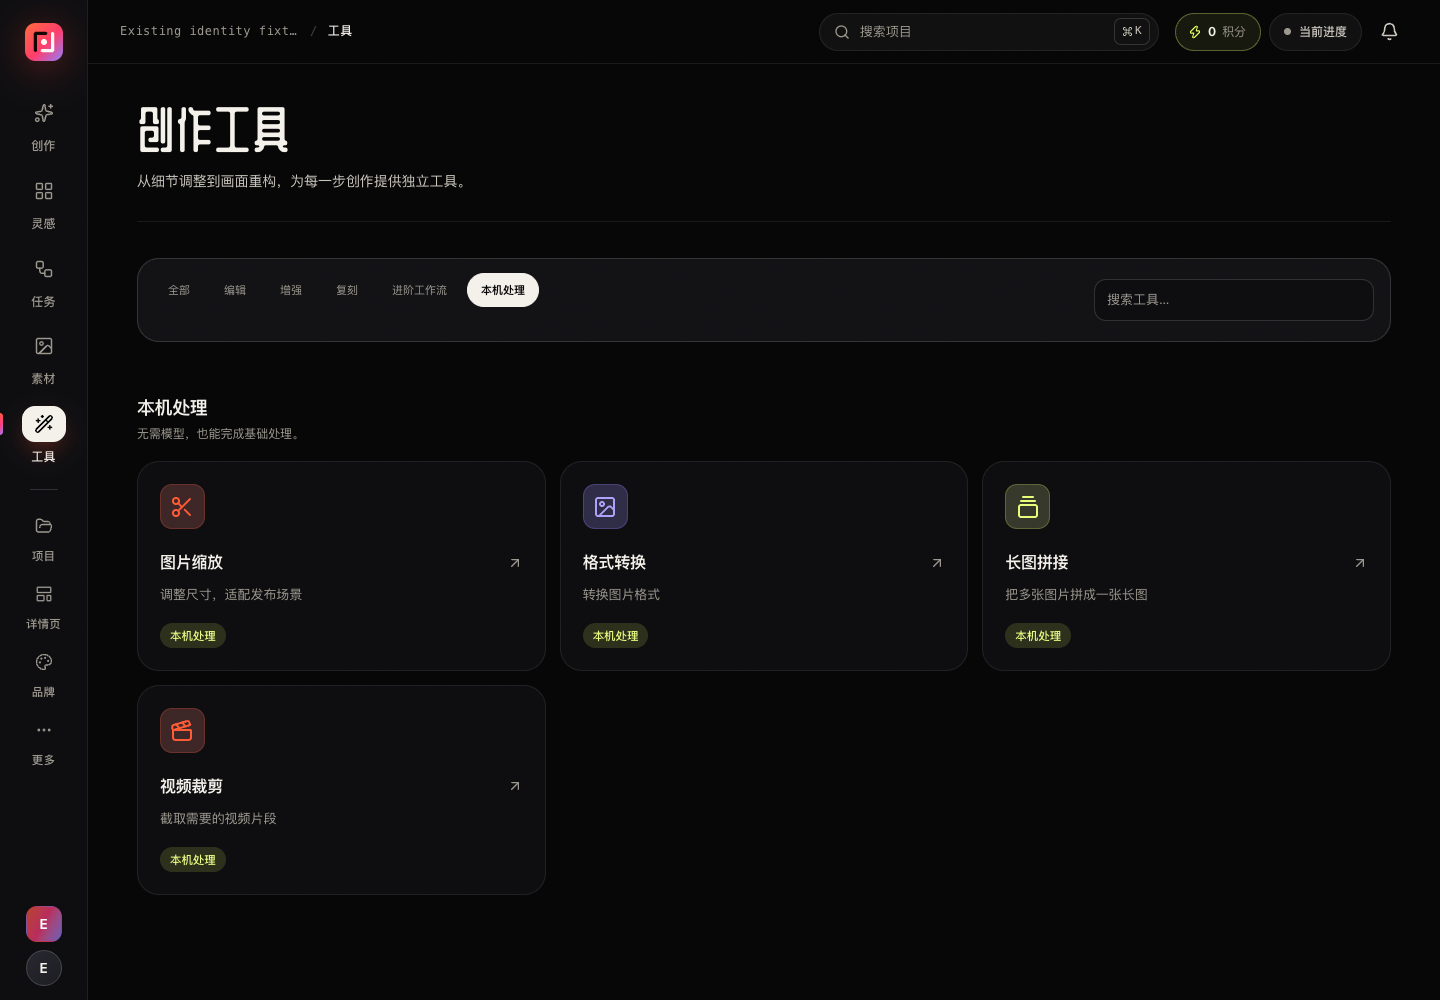 Existing identity fixt… / 工具
搜索项目
⌘K
0 积分
当前进度
创作
灵感
任务
素材
工具
项目
详情页
品牌
更多
E
E
创作工具
从细节调整到画面重构，为每一步创作提供独立工具。
全部 编辑 增强 复刻 进阶工作流 本机处理
搜索工具...
本机处理
无需模型，也能完成基础处理。
图片缩放
调整尺寸，适配发布场景
本机处理
格式转换
转换图片格式
本机处理
长图拼接
把多张图片拼成一张长图
本机处理
视频裁剪
截取需要的视频片段
本机处理